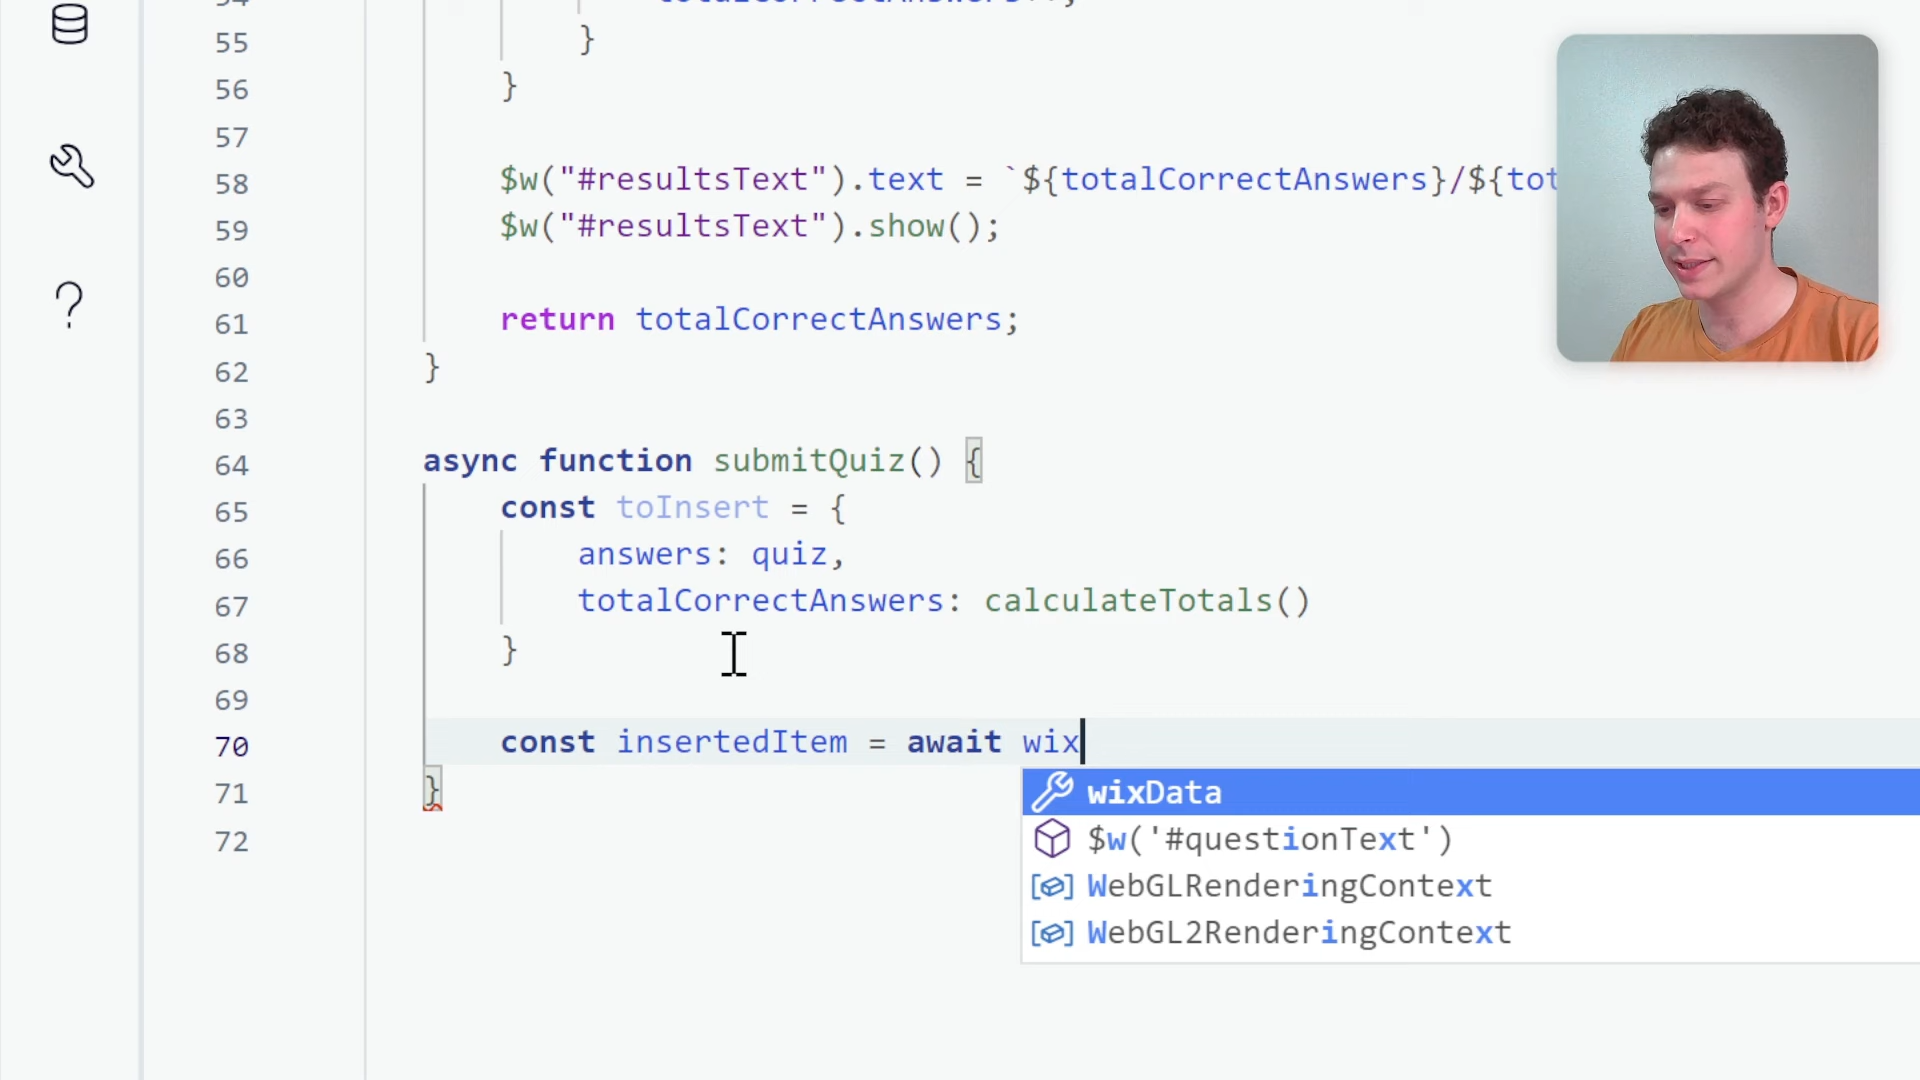 55 }
56 }
57
58 $w("#resultsText").text = `${totalCorrectAnswers}/${tot
59 $w("#resultsText").show();
60
61 return totalCorrectAnswers;
62 }
63
64 async function submitQuiz() {
65 const toInsert = {
66 answers: quiz,
67 totalCorrectAnswers: calculateTotals()
68 }
69
70 const insertedItem = await wix
71 }
72
wixData
$w('#questionText')
WebGLRenderingContext
WebGL2RenderingContext